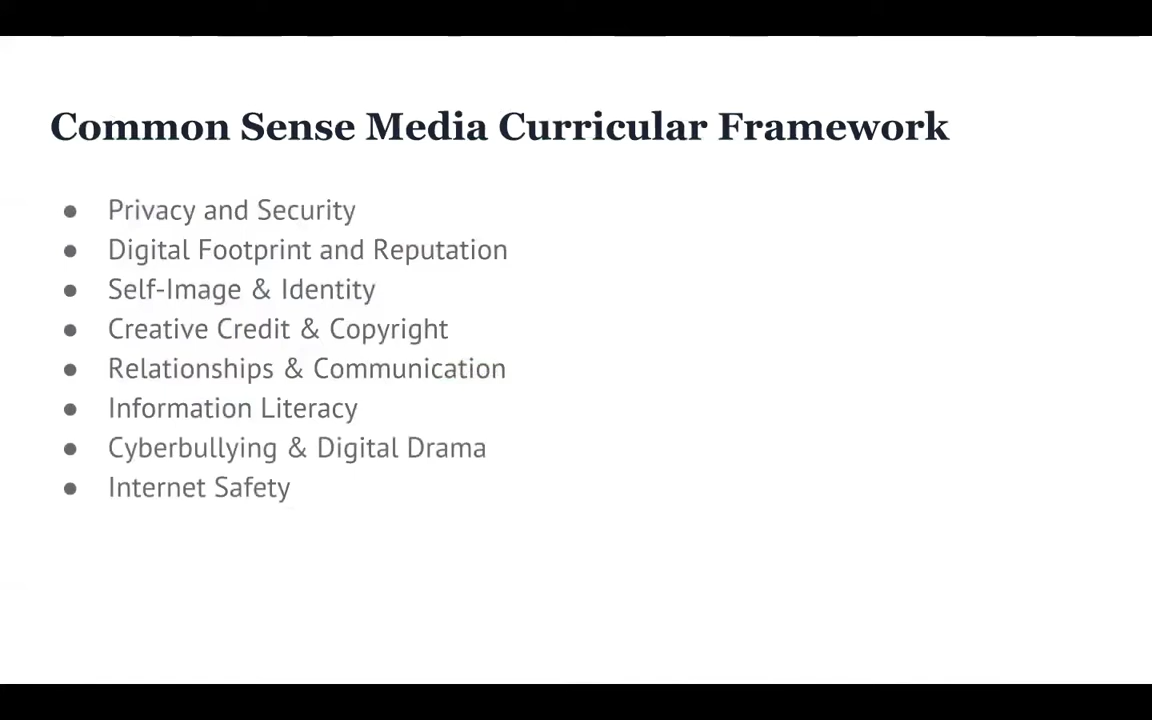 Common Sense Media Curricular Framework
● Privacy and Security
● Digital Footprint and Reputation
● Self-Image & Identity
● Creative Credit & Copyright
● Relationships & Communication
● Information Literacy
● Cyberbullying & Digital Drama
● Internet Safety